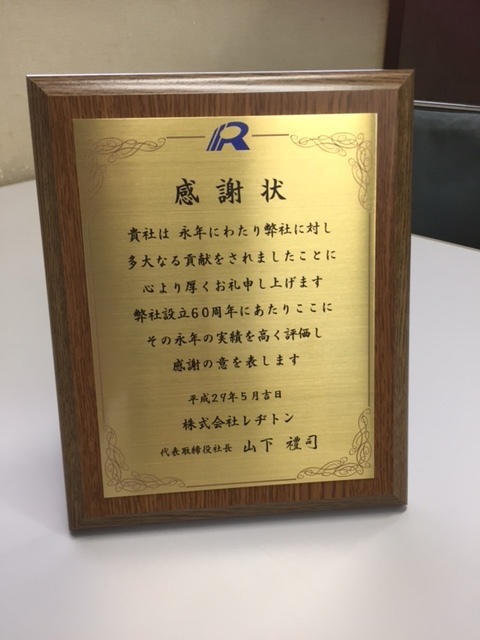 R
感謝状
貴社は 永年にわたり弊社に対し
多大なる貢献をされましたことに
心より厚くお礼申し上げます
弊社設立60周年にあたりここに
その永年の実績を高く評価し
感謝の意を表します
平成29年5月吉日
株式会社レヂトン
代表取締役社長 山下 禮司